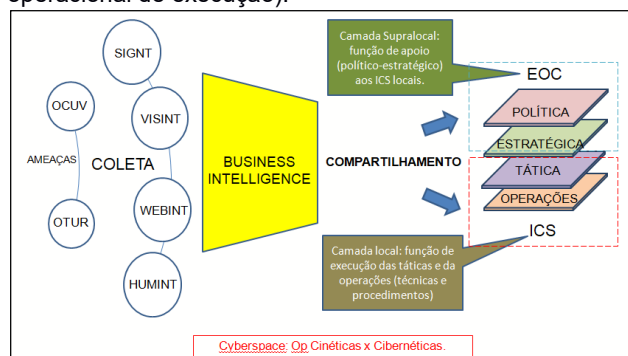 operacional de execução).
SIGNT
OCUV
VISINT
AMEAÇAS
COLETA
WEBINT
OTUR
HUMINT
BUSINESS
INTELLIGENCE
COMPARTILHAMENTO
Camada Supralocal:
função de apoio
(político-estratégico)
aos ICS locais.
EOC
POLÍTICA
ESTRATÉGICA
TÁTICA
OPERAÇÕES
ICS
Camada local: função de
execução das táticas e da
operações (técnicas e
procedimentos)
Cyberspace: Op Cinéticas x Cibernéticas.